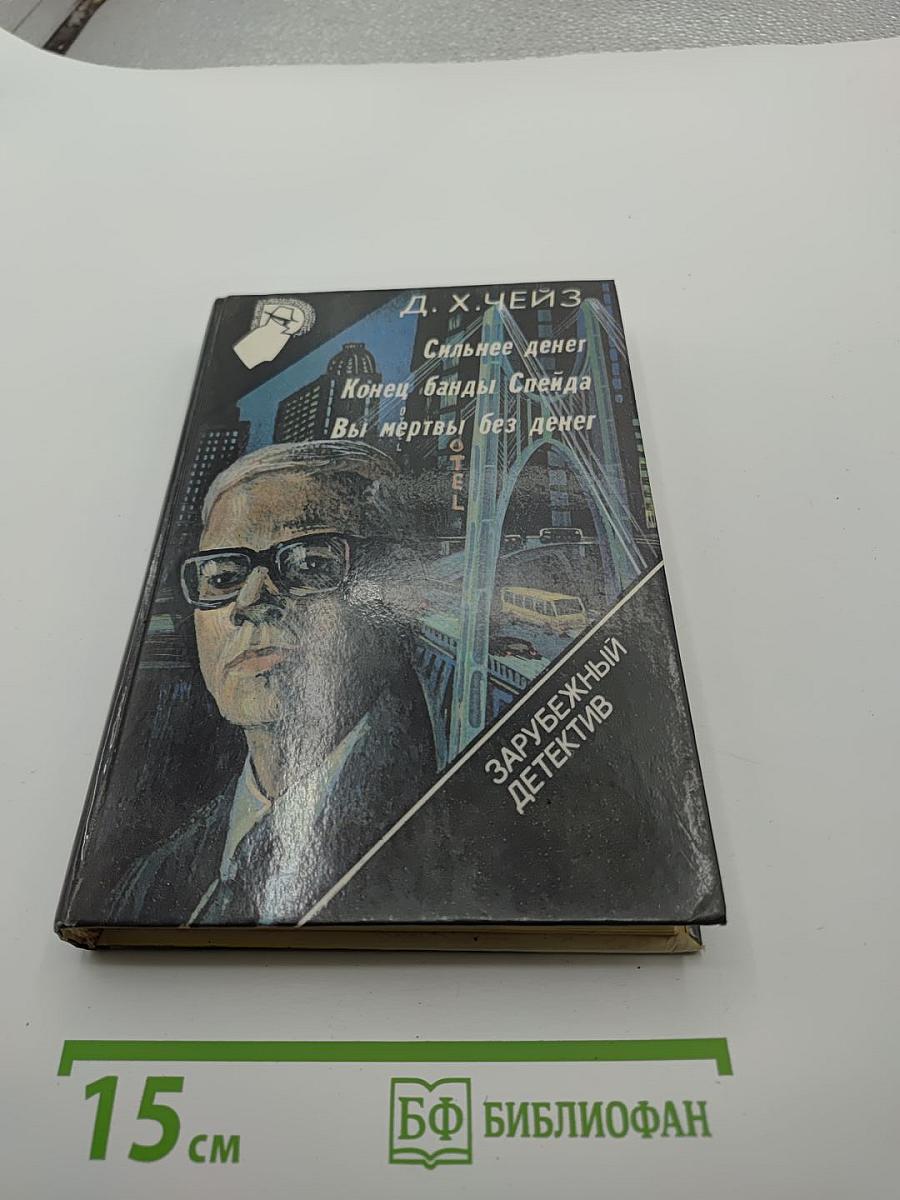 Д. Х. ЧЕЙЗ
Сильнее денег
Конец банды Спейда
Вы мертвы без денег
OTEL
ЗАРУБЕЖНЫЙ
ДЕТЕКТИВ
15 см
БФ БИБЛИОФАН